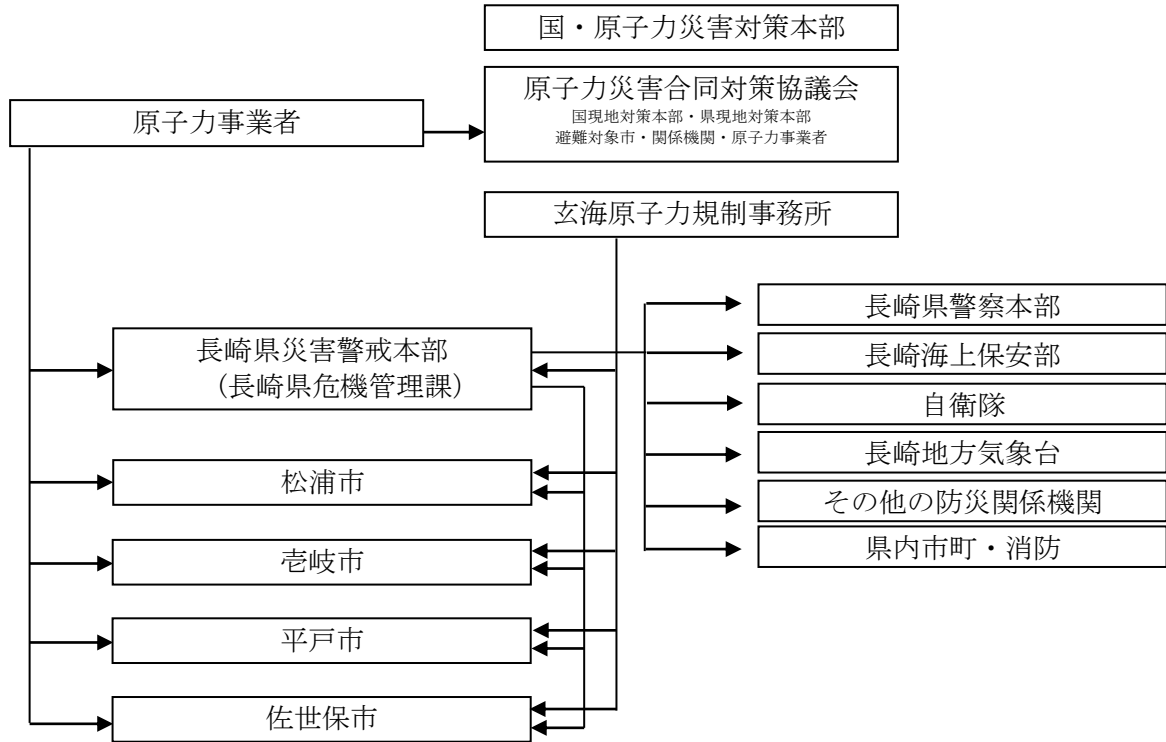 国・原子力災害対策本部
原子力災害合同対策協議会
国現地対策本部・県現地対策本部
避難対象市・関係機関・原子力事業者
原子力事業者
玄海原子力規制事務所
長崎県警察本部
長崎県災害警戒本部
（長崎県危機管理課）
長崎海上保安部
自衛隊
長崎地方気象台
松浦市
その他の防災関係機関
県内市町・消防
壱岐市
平戸市
佐世保市